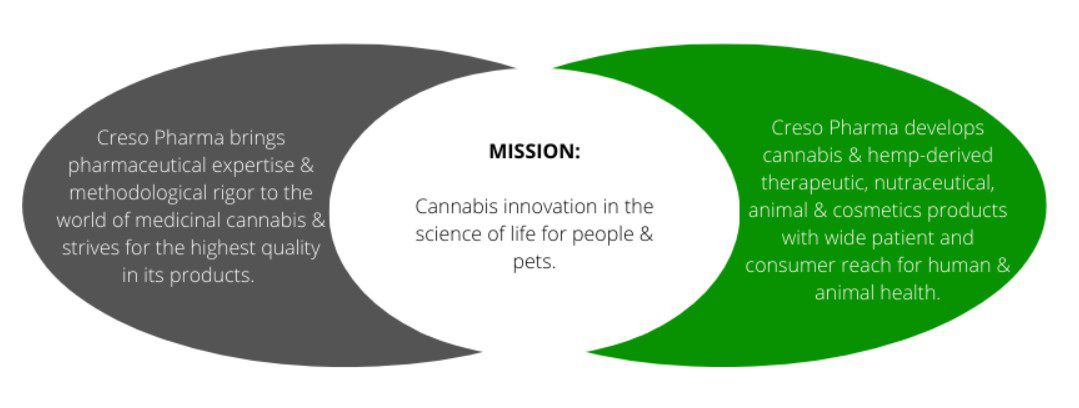 Creso Pharma brings
pharmaceutical expertise &
methodological rigor to the
world of medicinal cannabis &
strives for the highest quality
in its products.
MISSION:
Cannabis innovation in the
science of life for people &
pets.
Creso Pharma develops
cannabis & hemp-derived
therapeutic, nutraceutical,
animal & cosmetics products
with wide patient and
consumer reach for human &
animal health.